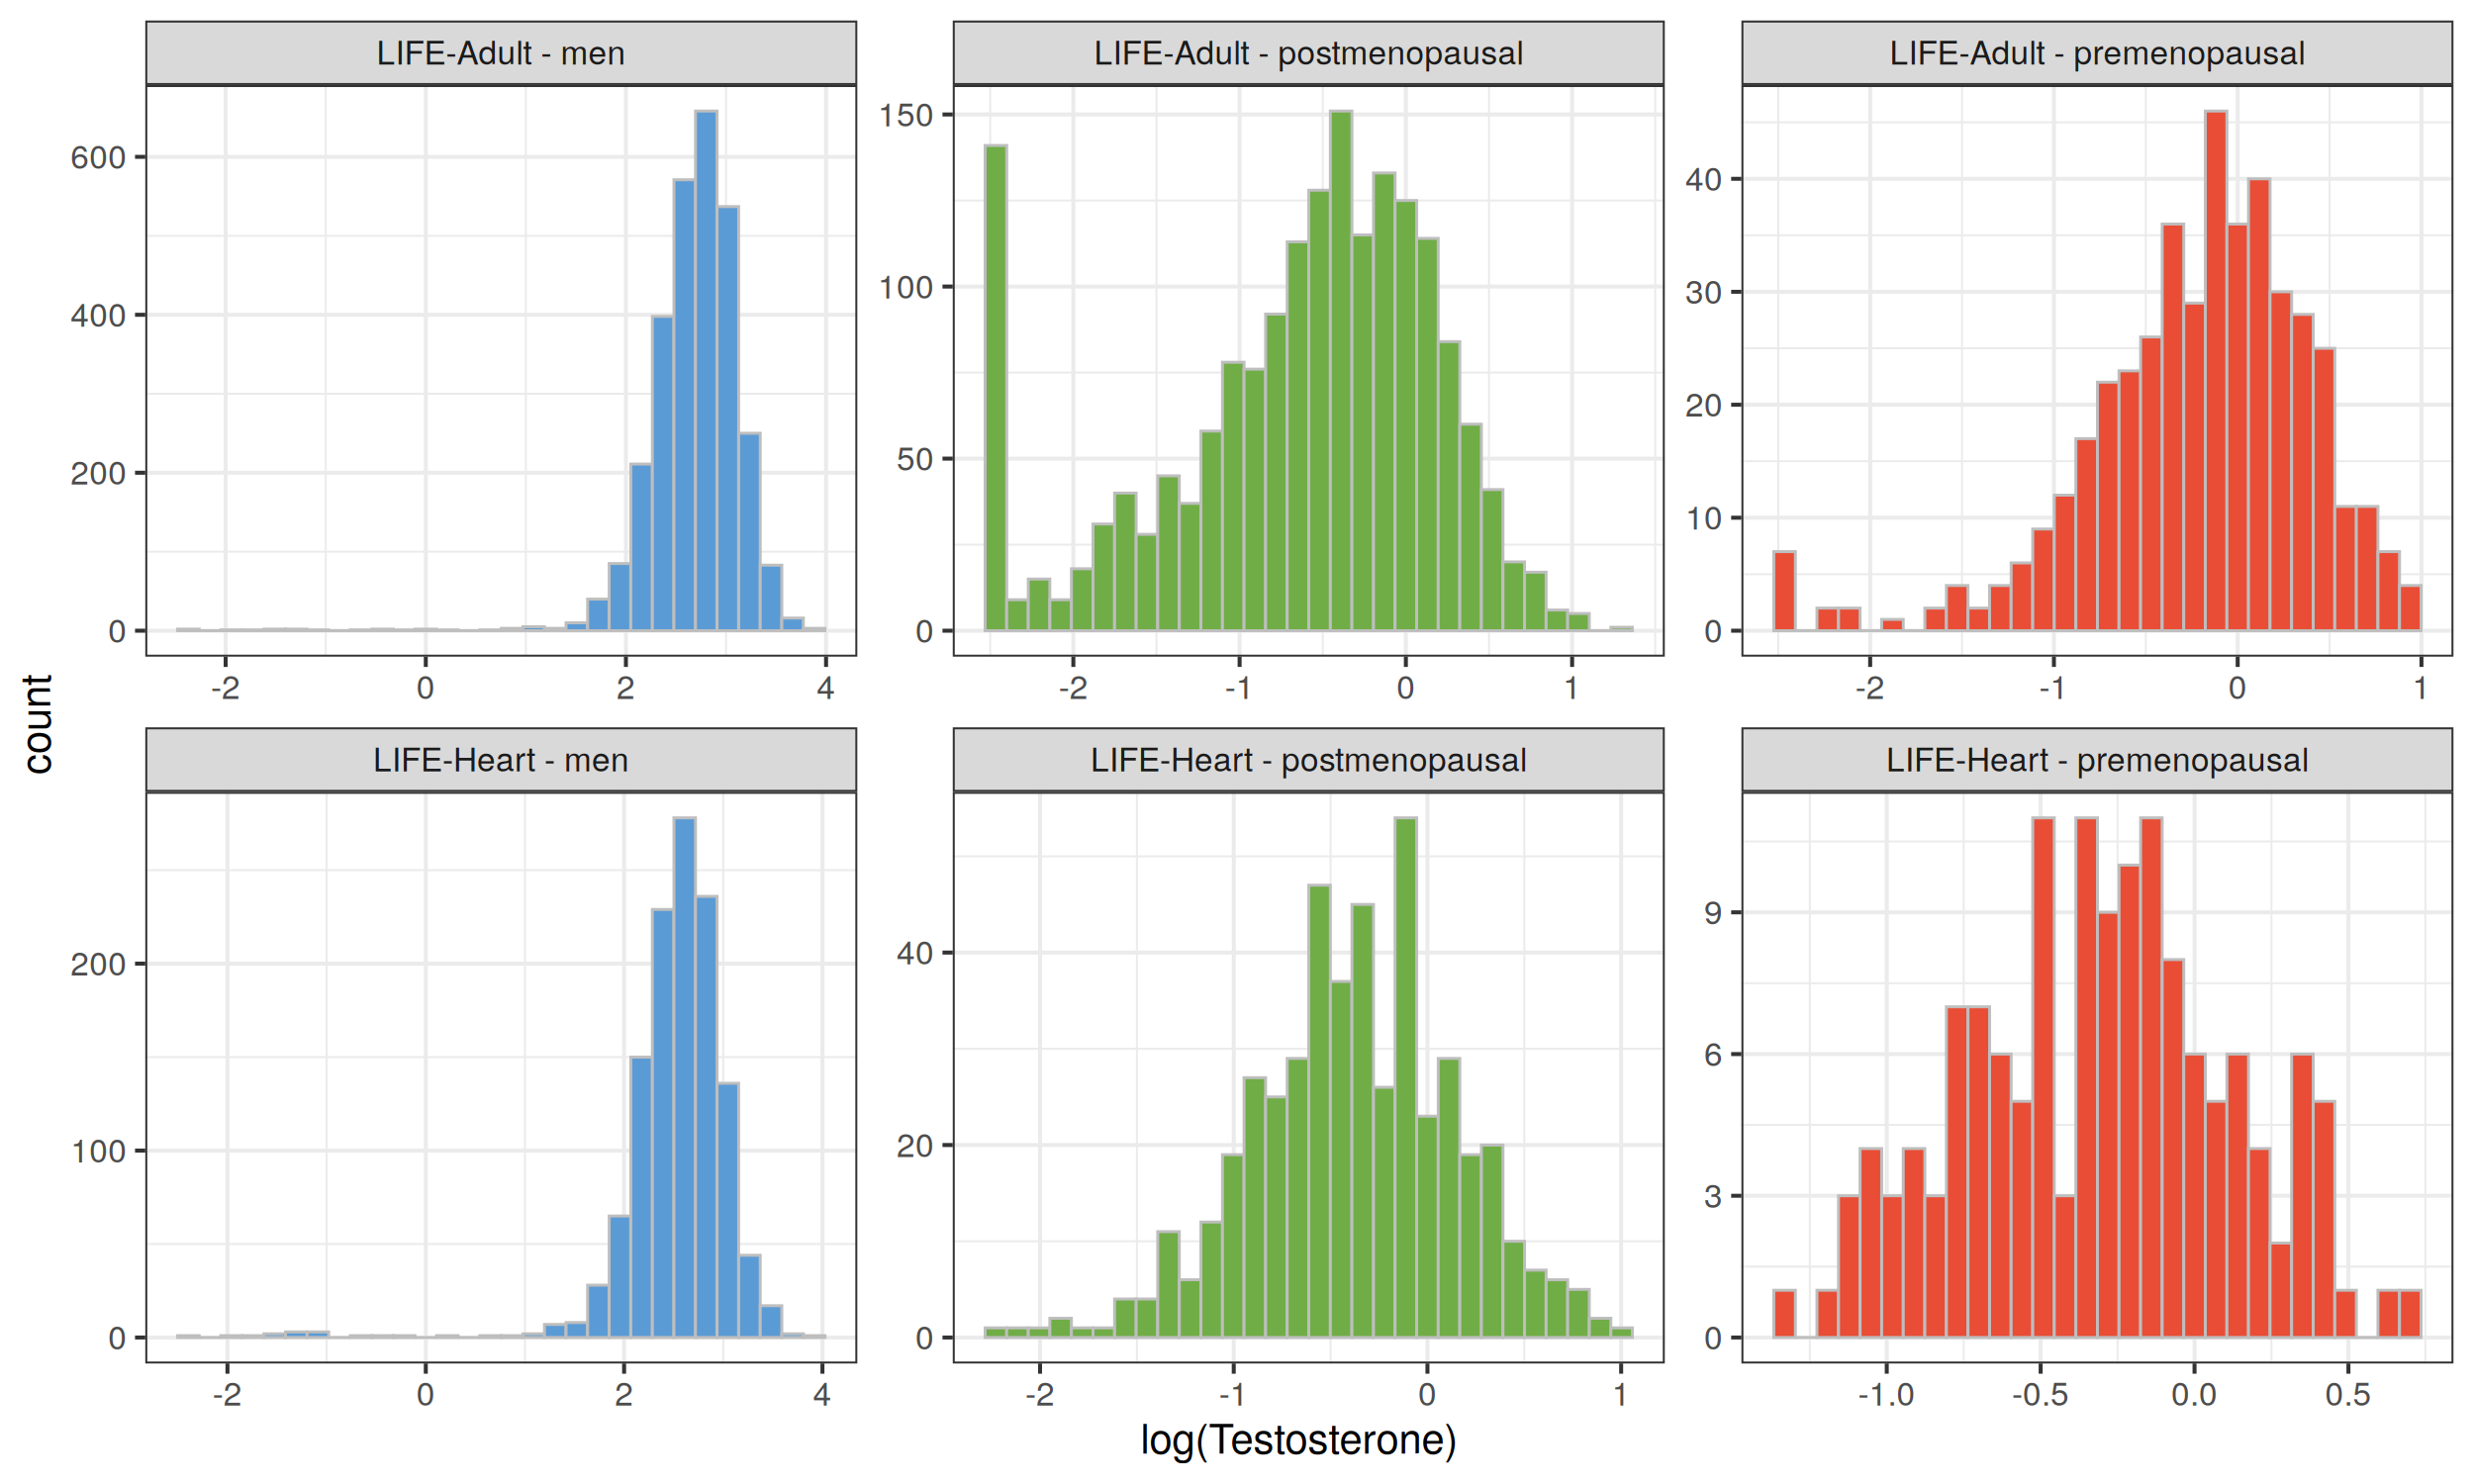 LIFE-Adult - men
LIFE-Adult - postmenopausal
LIFE-Adult - premenopausal
600
400
200
0
150
100
50
0
40
30
20
10
0
-2 0 2 4
-2 -1 0 1
-2 -1 0 1
count
LIFE-Heart - men
LIFE-Heart - postmenopausal
LIFE-Heart - premenopausal
200
100
0
40
20
0
9
6
3
0
-2 0 2 4
-2 -1 0 1
-1.0 -0.5 0.0 0.5
log(Testosterone)